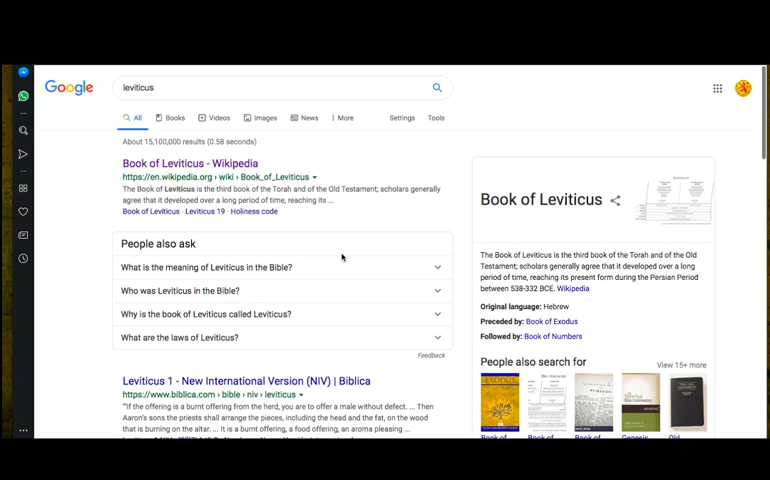 Google
leviticus
All Books Videos Images News More Settings Tools
About 15,100,000 results (0.58 seconds)
Book of Leviticus - Wikipedia
https://en.wikipedia.org › wiki › Book_of_Leviticus
The Book of Leviticus is the third book of the Torah and of the Old Testament; scholars generally
agree that it developed over a long period of time, reaching its ...
Book of Leviticus · Leviticus 19 · Holiness code
People also ask
What is the meaning of Leviticus in the Bible?
Who was Leviticus in the Bible?
Why is the book of Leviticus called Leviticus?
What are the laws of Leviticus?
Feedback
Leviticus 1 - New International Version (NIV) | Biblica
https://www.biblica.com › bible › niv › leviticus
"If the offering is a burnt offering from the herd, you are to offer a male without defect. ... Then
Aaron's sons the priests shall arrange the pieces, including the head and the fat, on the wood
that is burning on the altar. ... It is a burnt offering, a food offering, an aroma pleasing ...
Book of Leviticus
The Book of Leviticus is the third book of the Torah and of the Old
Testament; scholars generally agree that it developed over a long
period of time, reaching its present form during the Persian Period
between 538-332 BCE. Wikipedia
Original language: Hebrew
Preceded by: Book of Exodus
Followed by: Book of Numbers
People also search for
View 15+ more
EXODUS
GENESIS
Book of Book of Book of Genesis Old